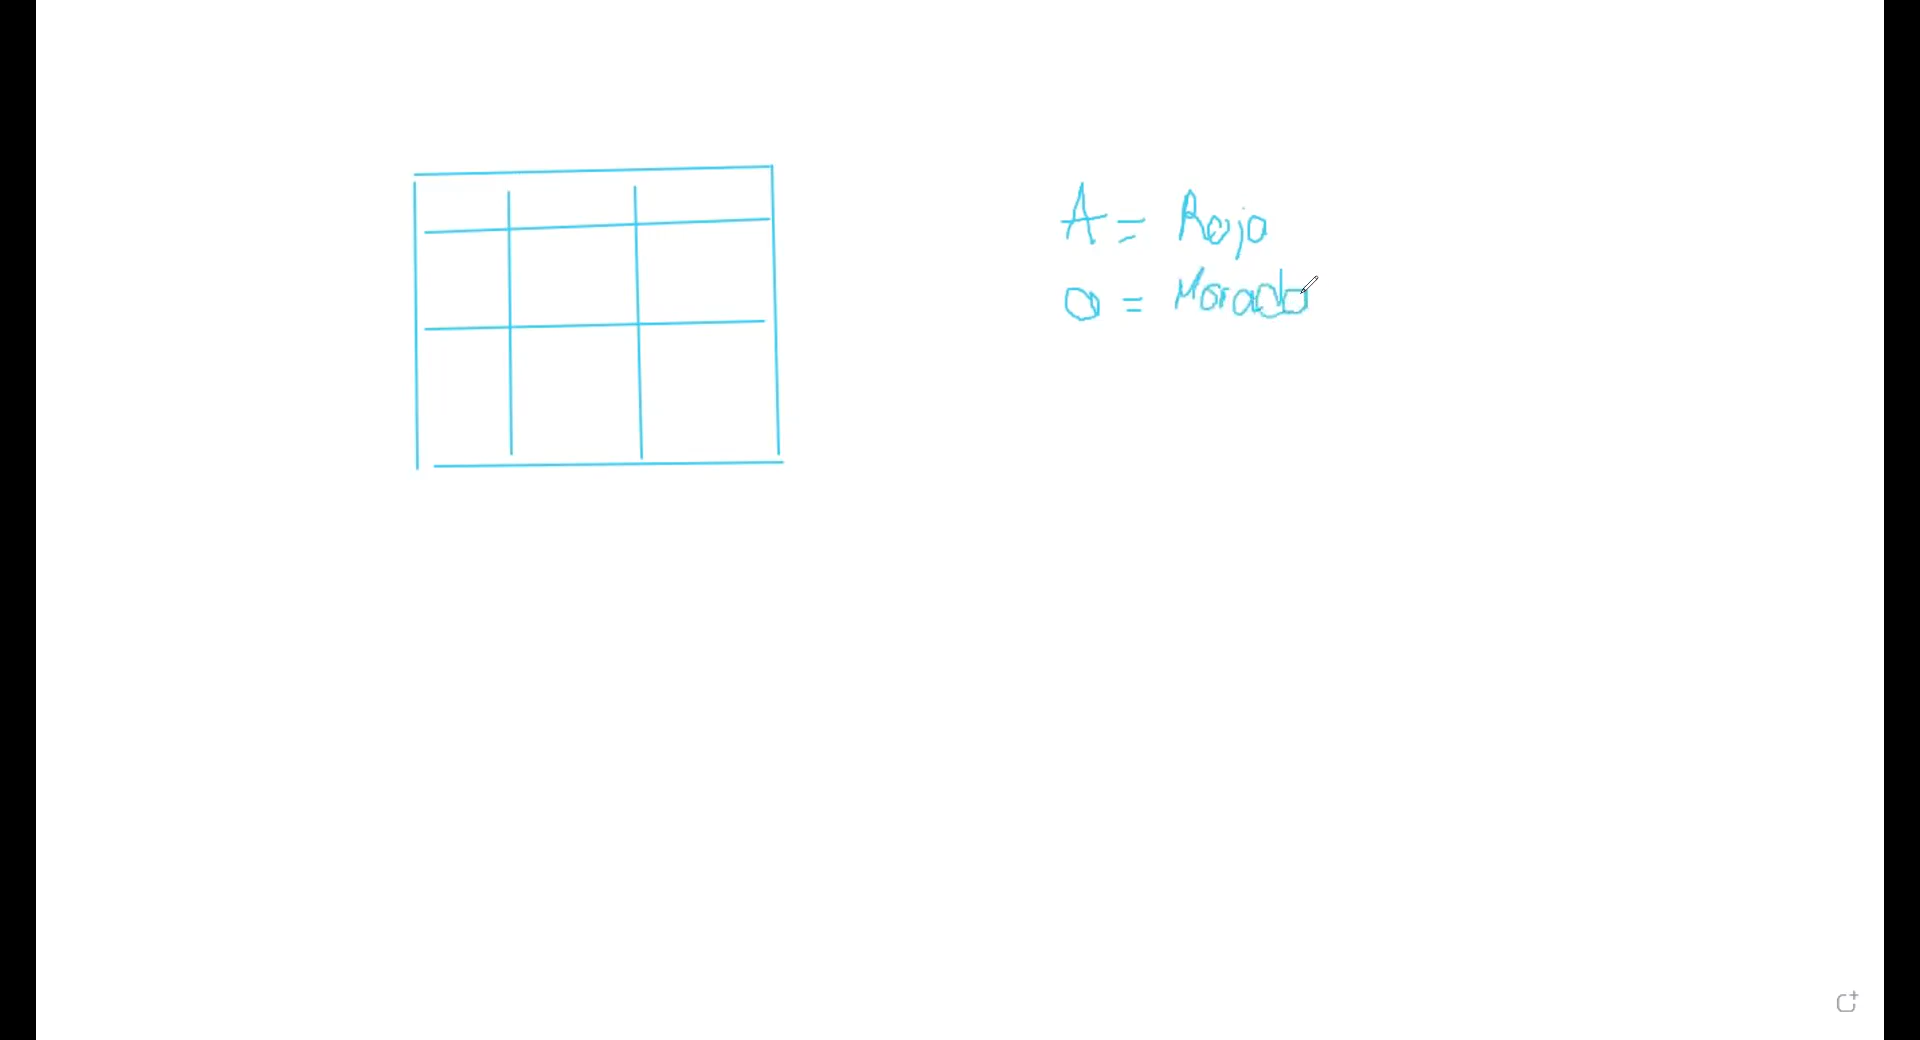 A = Rojo
a = Morado